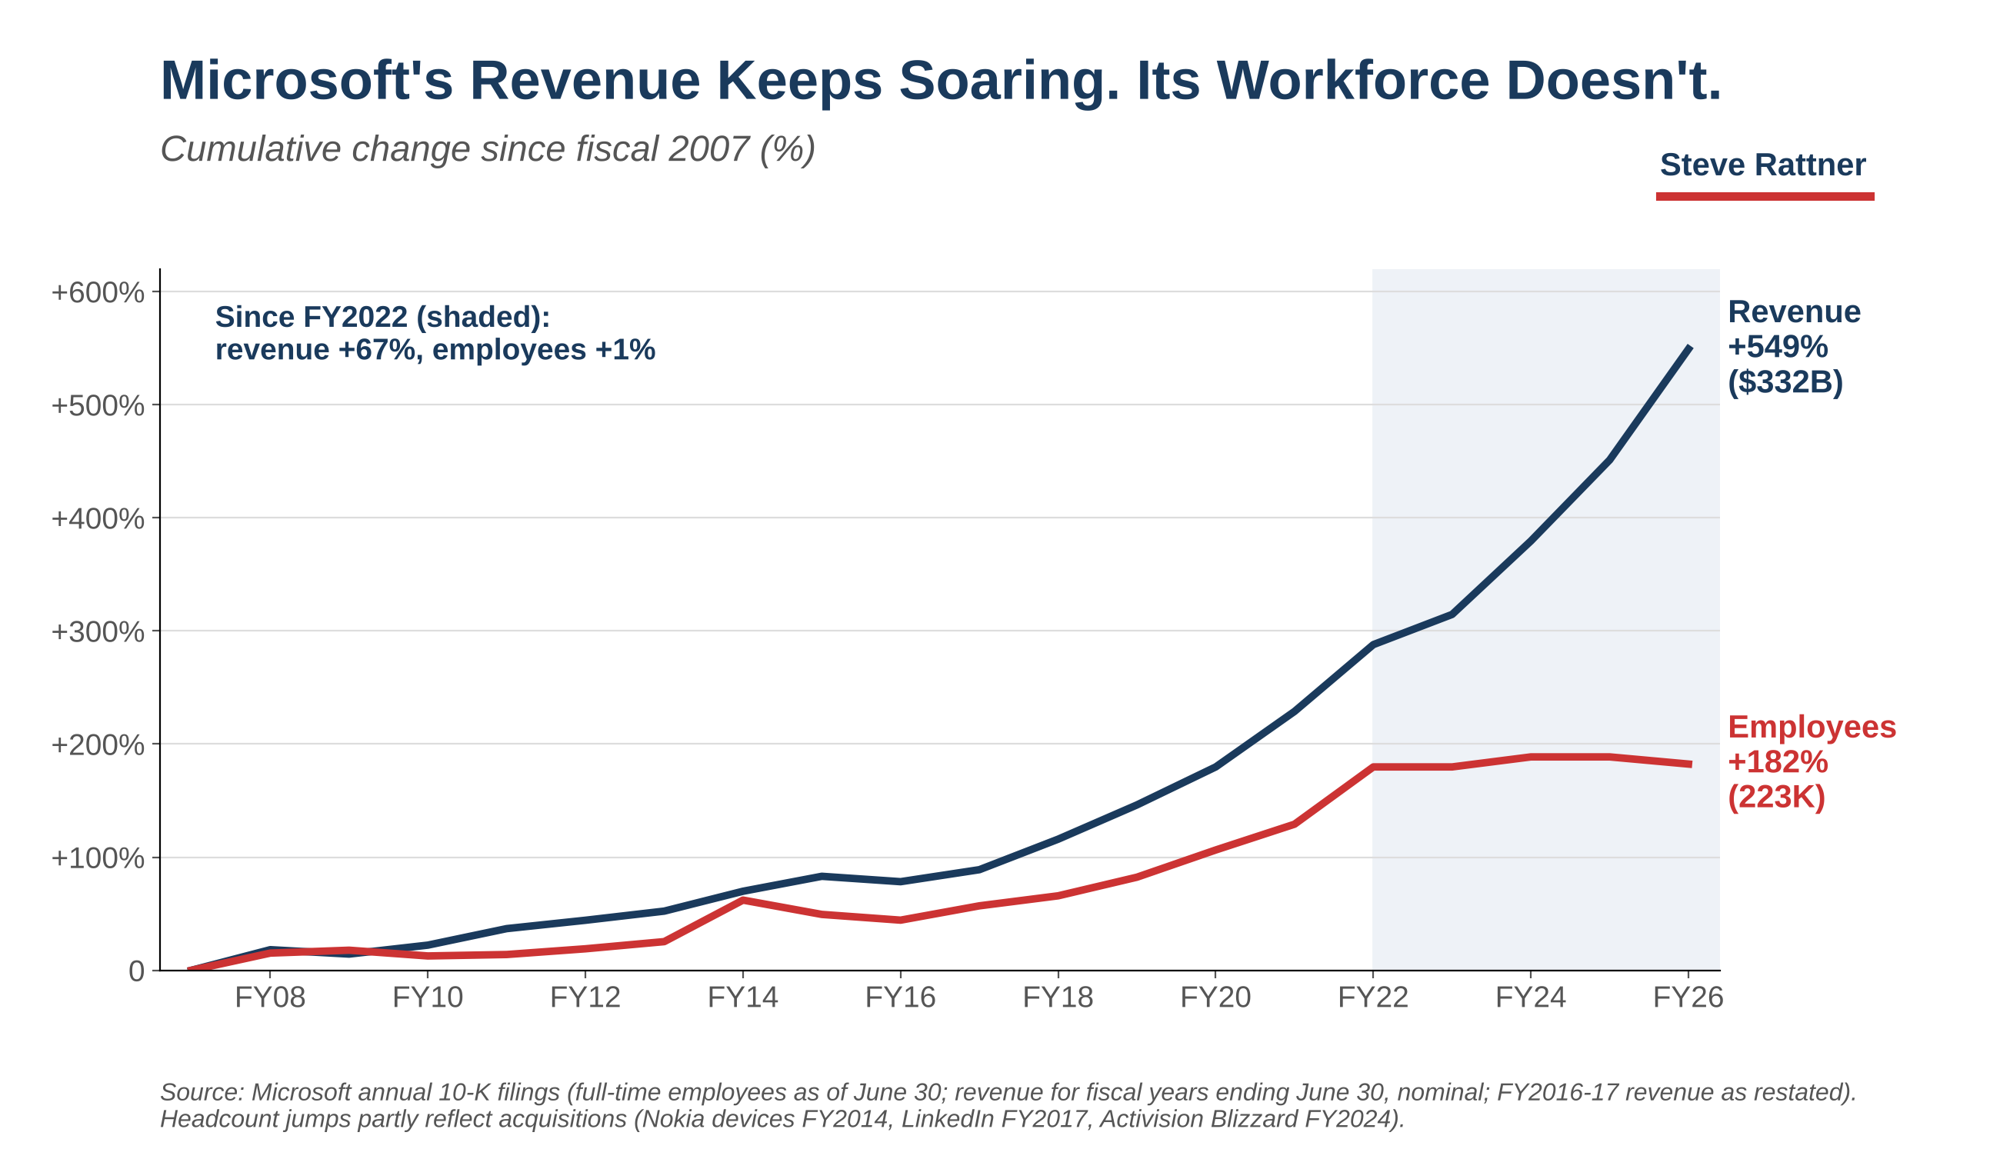 Microsoft's Revenue Keeps Soaring. Its Workforce Doesn't.
Cumulative change since fiscal 2007 (%)
Steve Rattner
+600%
+500%
+400%
+300%
+200%
+100%
0
Since FY2022 (shaded):
revenue +67%, employees +1%
Revenue
+549%
($332B)
Employees
+182%
(223K)
FY08 FY10 FY12 FY14 FY16 FY18 FY20 FY22 FY24 FY26
Source: Microsoft annual 10-K filings (full-time employees as of June 30; revenue for fiscal years ending June 30, nominal; FY2016-17 revenue as restated).
Headcount jumps partly reflect acquisitions (Nokia devices FY2014, LinkedIn FY2017, Activision Blizzard FY2024).